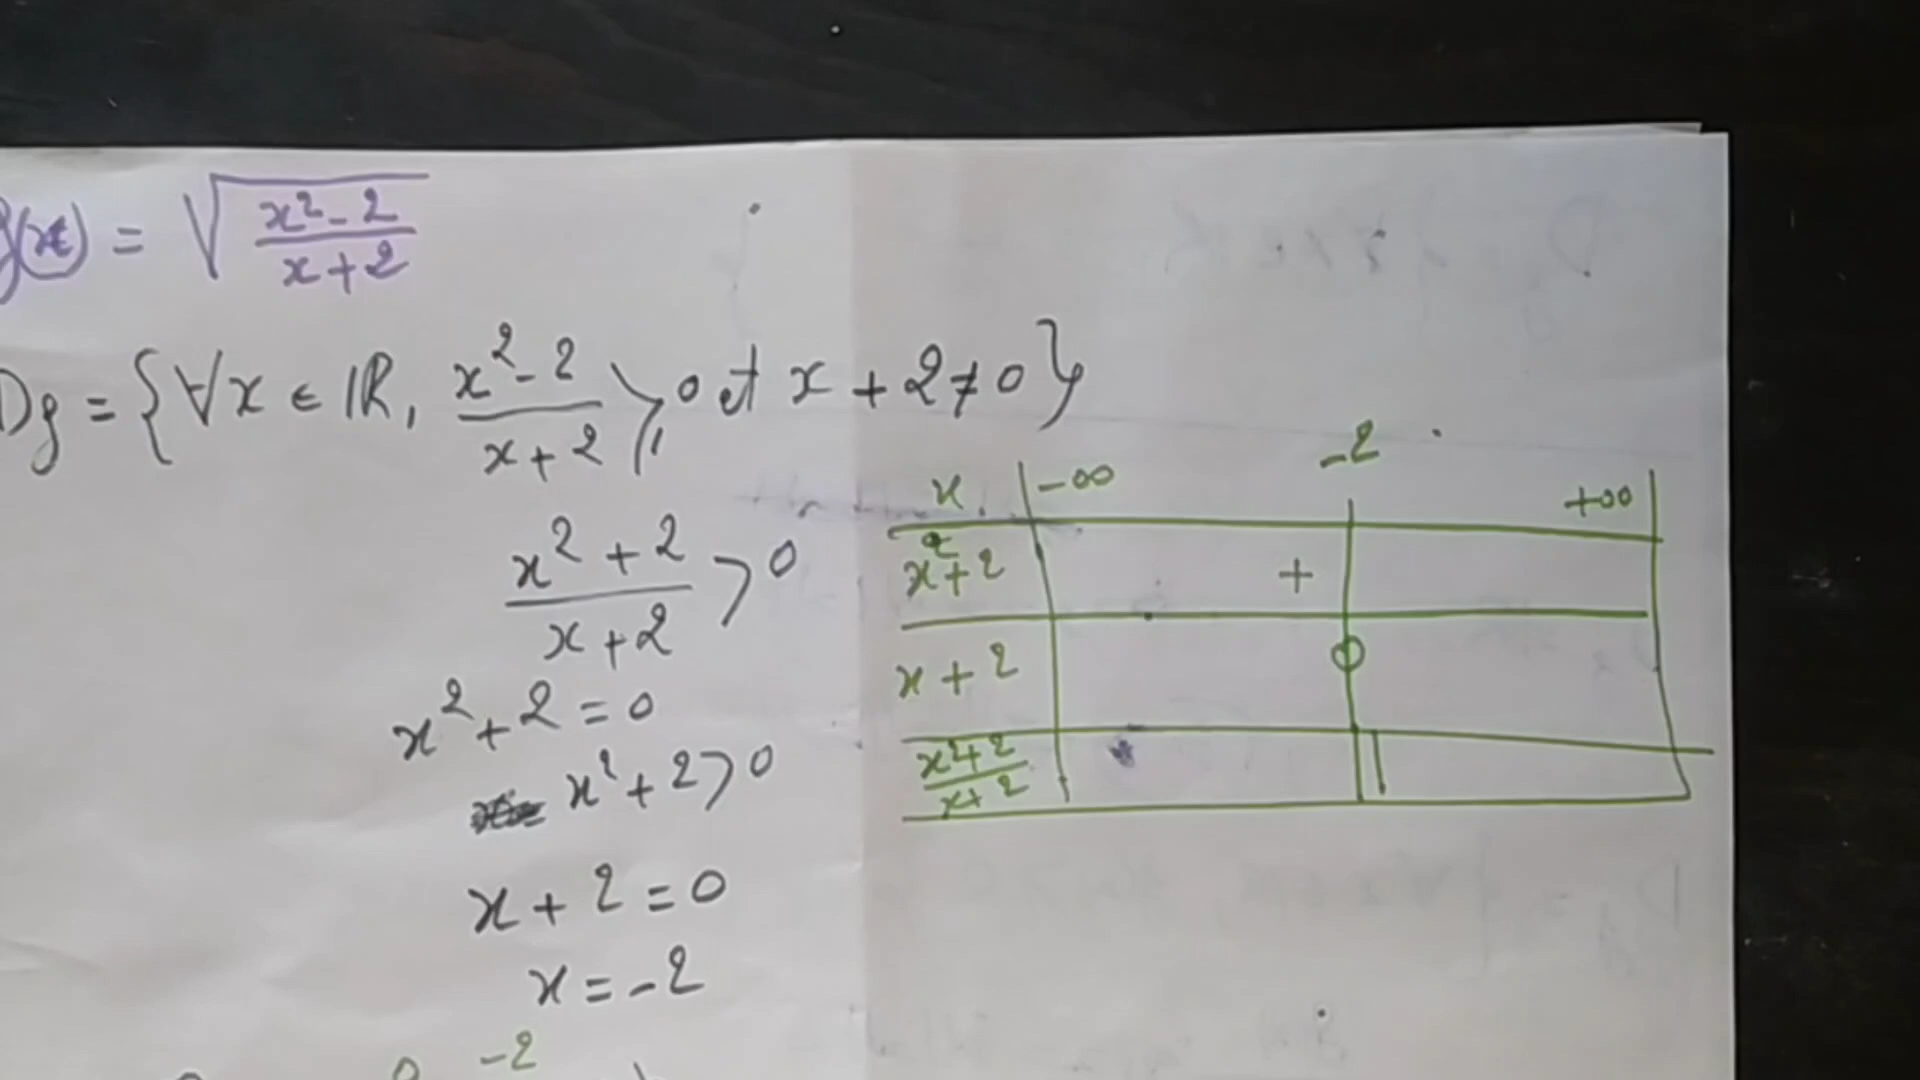 g(x) = √((x² - 2)/(x + 2))
Dg = {∀x ∈ ℝ, (x² - 2)/(x + 2) ⩾ 0 et x + 2 ≠ 0}
(x² + 2)/(x + 2) > 0
x² + 2 = 0
x² + 2 > 0
x + 2 = 0
x = -2
-2
x -∞ -2 +∞
x² + 2 +
x + 2 0
(x² + 2)/(x + 2) ||